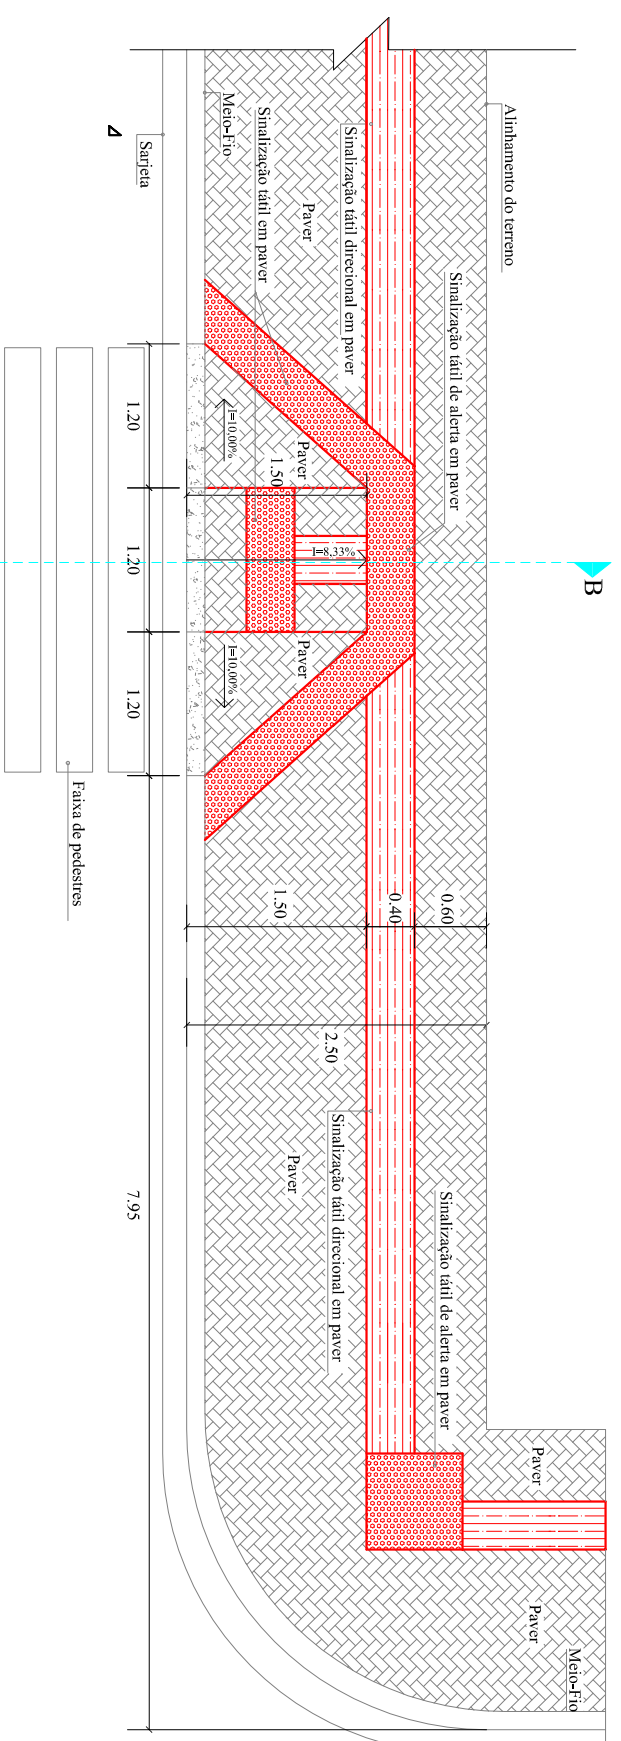 Alinhamento do terreno
Sinalização tátil de alerta em paver
Sinalização tátil direcional em paver
Paver
Sinalização tátil em paver
Meio-Fio
Sarjeta
B
I=10,00%
Paver
1.50
I=8,33%
Paver
I=10,00%
1.20
1.20
1.20
Faixa de pedestres
0.60
0.40
1.50
2.50
Sinalização tátil direcional em paver
Sinalização tátil de alerta em paver
Paver
7.95
Paver
Paver
Meio-Fio